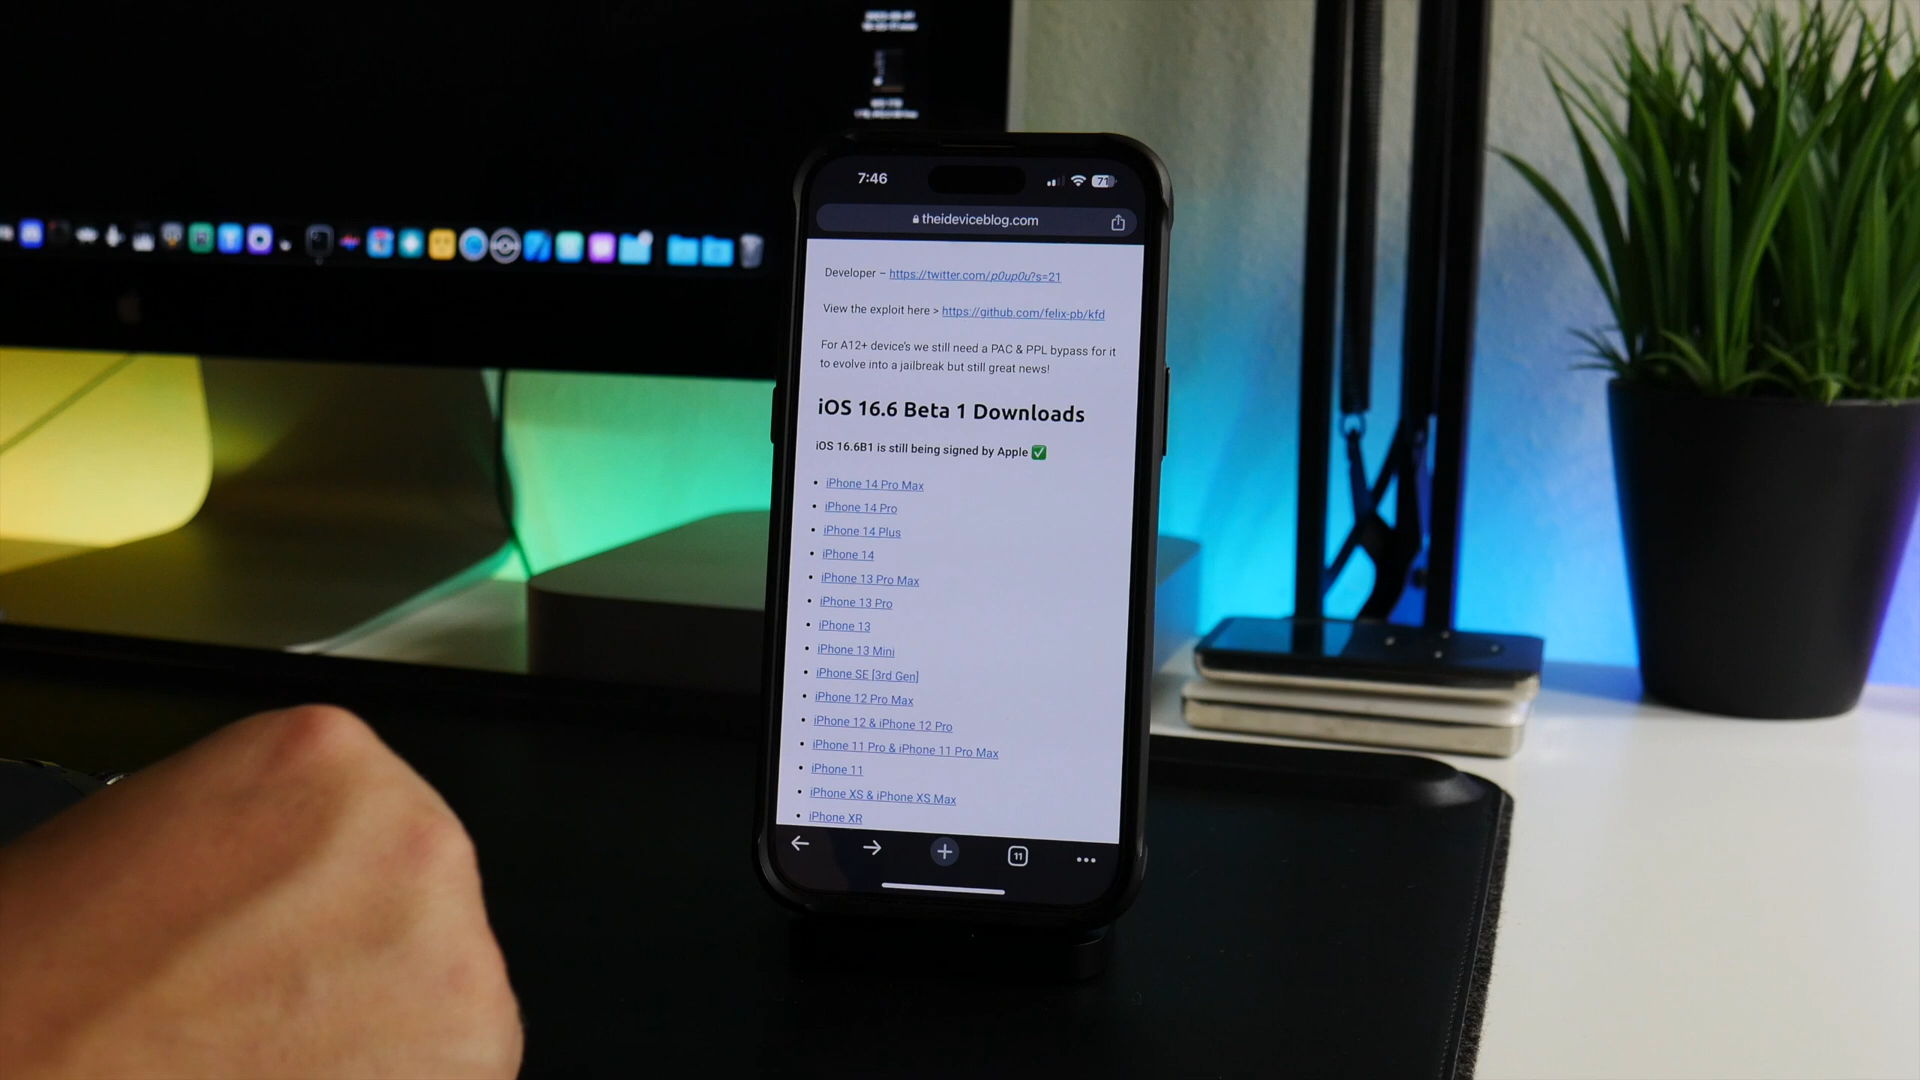 7:46
71
theideviceblog.com
Developer – https://twitter.com/p0up0u?s=21
View the exploit here > https://github.com/felix-pb/kfd
For A12+ device's we still need a PAC & PPL bypass for it
to evolve into a jailbreak but still great news!
iOS 16.6 Beta 1 Downloads
iOS 16.6B1 is still being signed by Apple ✅
• iPhone 14 Pro Max
• iPhone 14 Pro
• iPhone 14 Plus
• iPhone 14
• iPhone 13 Pro Max
• iPhone 13 Pro
• iPhone 13
• iPhone 13 Mini
• iPhone SE [3rd Gen]
• iPhone 12 Pro Max
• iPhone 12 & iPhone 12 Pro
• iPhone 11 Pro & iPhone 11 Pro Max
• iPhone 11
• iPhone XS & iPhone XS Max
• iPhone XR
11